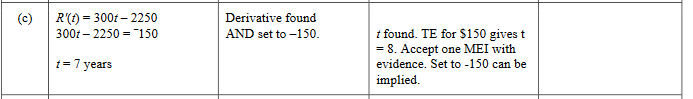 (c)
R'(t) = 300t – 2250
300t – 2250 = ⁻150
t = 7 years
Derivative found
AND set to –150.
t found. TE for $150 gives t
= 8. Accept one MEI with
evidence. Set to -150 can be
implied.